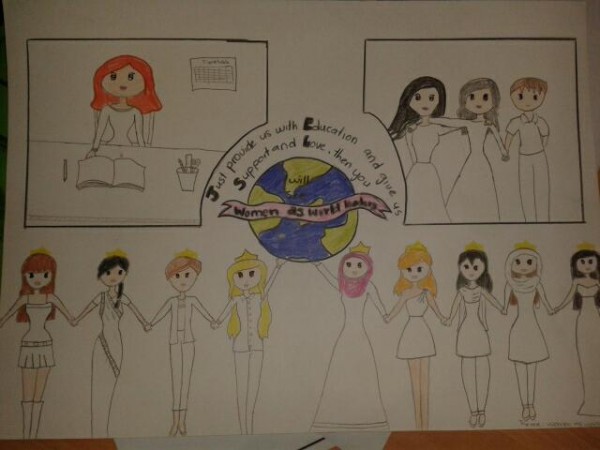 Just provide us with Education and give us
Support and Love, then you
will
Women as World leaders